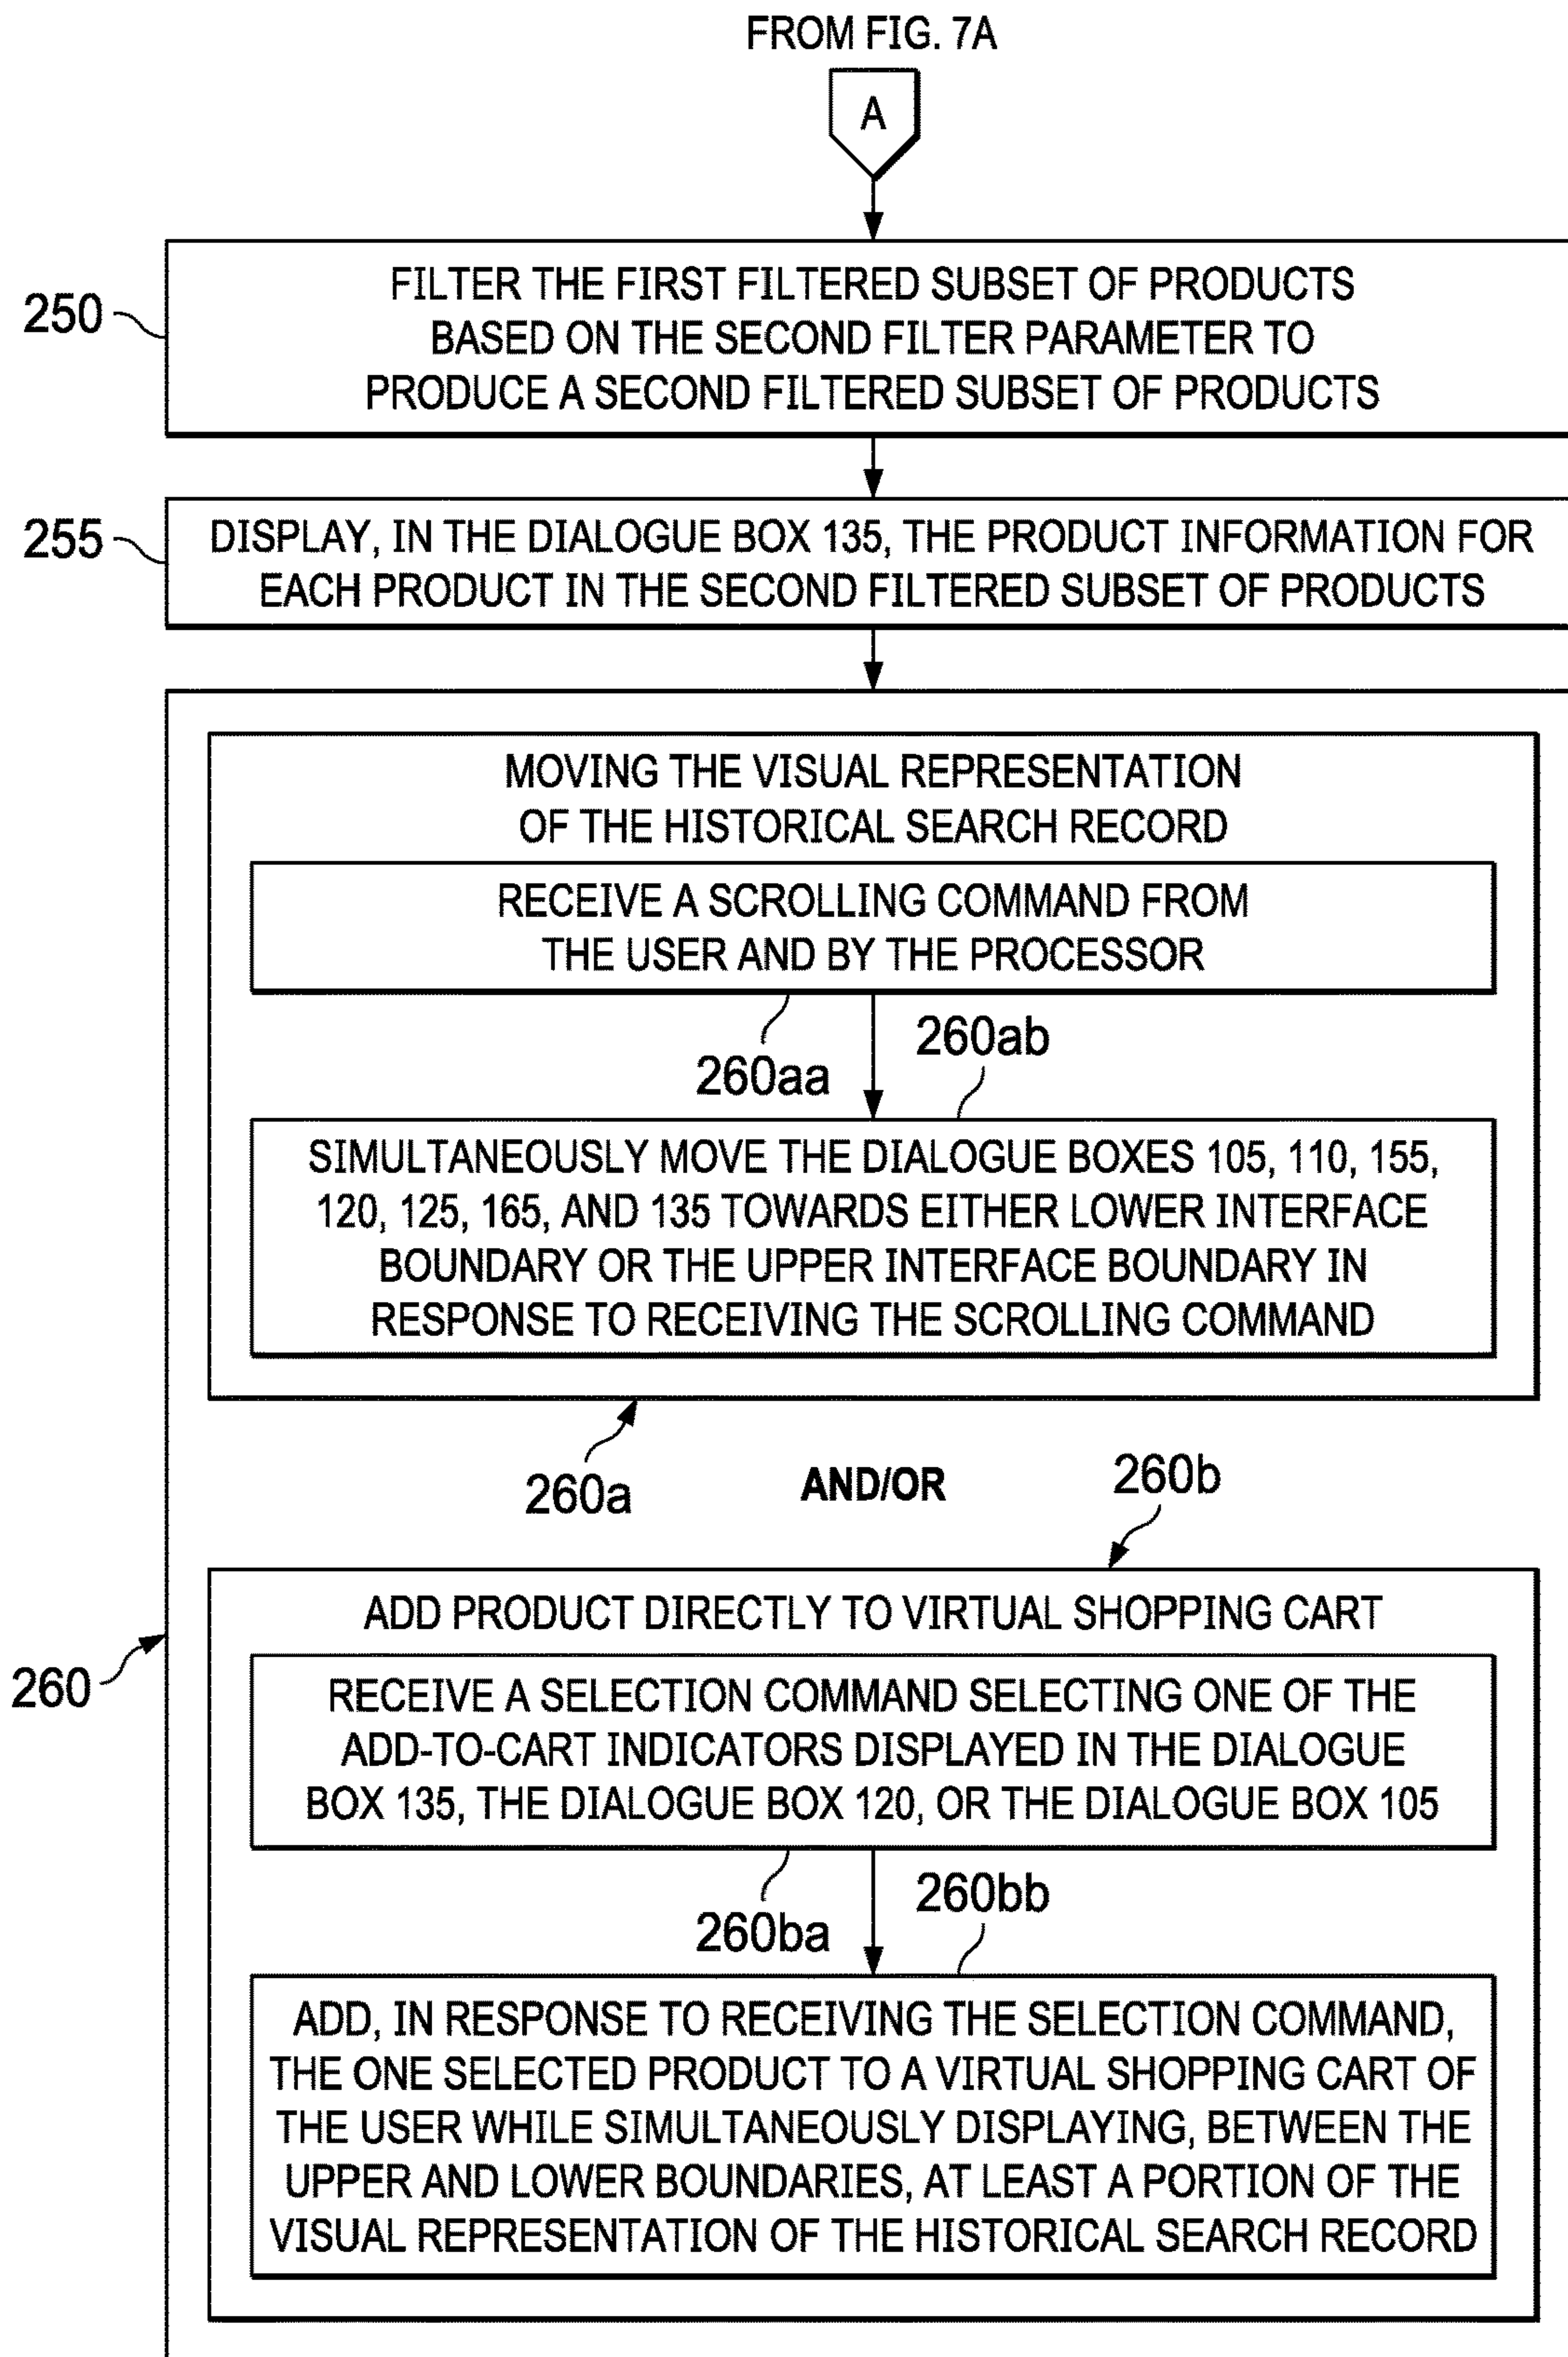 FROM FIG. 7A
A
250
FILTER THE FIRST FILTERED SUBSET OF PRODUCTS
BASED ON THE SECOND FILTER PARAMETER TO
PRODUCE A SECOND FILTERED SUBSET OF PRODUCTS
255
DISPLAY, IN THE DIALOGUE BOX 135, THE PRODUCT INFORMATION FOR
EACH PRODUCT IN THE SECOND FILTERED SUBSET OF PRODUCTS
MOVING THE VISUAL REPRESENTATION
OF THE HISTORICAL SEARCH RECORD
RECEIVE A SCROLLING COMMAND FROM
THE USER AND BY THE PROCESSOR
260aa
260ab
SIMULTANEOUSLY MOVE THE DIALOGUE BOXES 105, 110, 155,
120, 125, 165, AND 135 TOWARDS EITHER LOWER INTERFACE
BOUNDARY OR THE UPPER INTERFACE BOUNDARY IN
RESPONSE TO RECEIVING THE SCROLLING COMMAND
260a
AND/OR
260b
ADD PRODUCT DIRECTLY TO VIRTUAL SHOPPING CART
260
RECEIVE A SELECTION COMMAND SELECTING ONE OF THE
ADD-TO-CART INDICATORS DISPLAYED IN THE DIALOGUE
BOX 135, THE DIALOGUE BOX 120, OR THE DIALOGUE BOX 105
260ba
260bb
ADD, IN RESPONSE TO RECEIVING THE SELECTION COMMAND,
THE ONE SELECTED PRODUCT TO A VIRTUAL SHOPPING CART OF
THE USER WHILE SIMULTANEOUSLY DISPLAYING, BETWEEN THE
UPPER AND LOWER BOUNDARIES, AT LEAST A PORTION OF THE
VISUAL REPRESENTATION OF THE HISTORICAL SEARCH RECORD